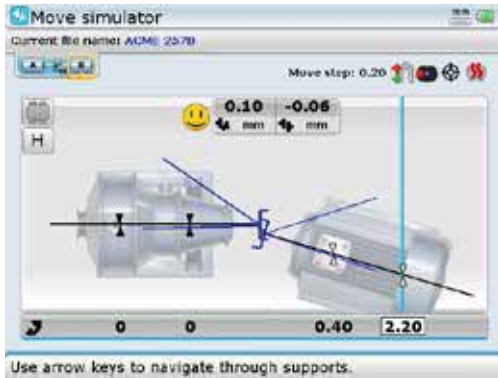 Move simulator
Current file name: ACME 2570
A B
Move step: 0.20
0.10 -0.06
mm mm
H
0 0 0.40 2.20
Use arrow keys to navigate through supports.